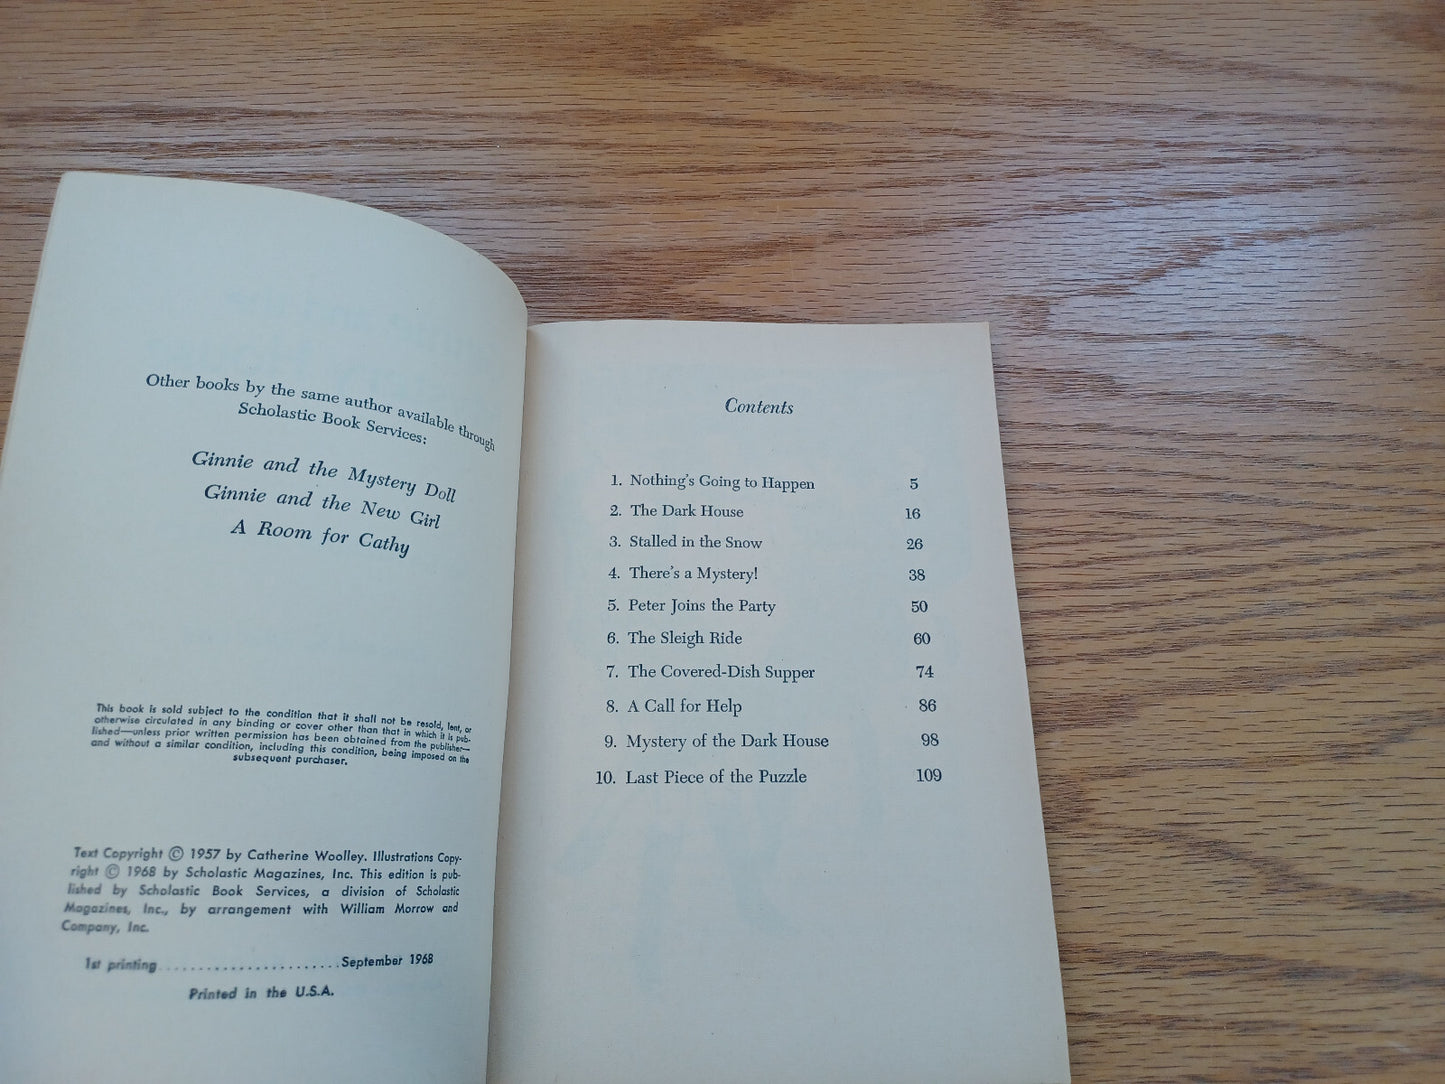 Other books by the same author available through
Scholastic Book Services:
Ginnie and the Mystery Doll
Ginnie and the New Girl
A Room for Cathy
This book is sold subject to the condition that it shall not be resold, lent, or
otherwise circulated in any binding or cover other than that in which it is pub-
lished—unless prior written permission has been obtained from the publisher—
and without a similar condition, including this condition, being imposed on the
subsequent purchaser.
Text Copyright © 1957 by Catherine Woolley. Illustrations Copy-
right © 1968 by Scholastic Magazines, Inc. This edition is pub-
lished by Scholastic Book Services, a division of Scholastic
Magazines, Inc., by arrangement with William Morrow and
Company, Inc.
1st printing.......................September 1968
Printed in the U.S.A.
Contents
1. Nothing's Going to Happen 5
2. The Dark House 16
3. Stalled in the Snow 26
4. There's a Mystery! 38
5. Peter Joins the Party 50
6. The Sleigh Ride 60
7. The Covered-Dish Supper 74
8. A Call for Help 86
9. Mystery of the Dark House 98
10. Last Piece of the Puzzle 109